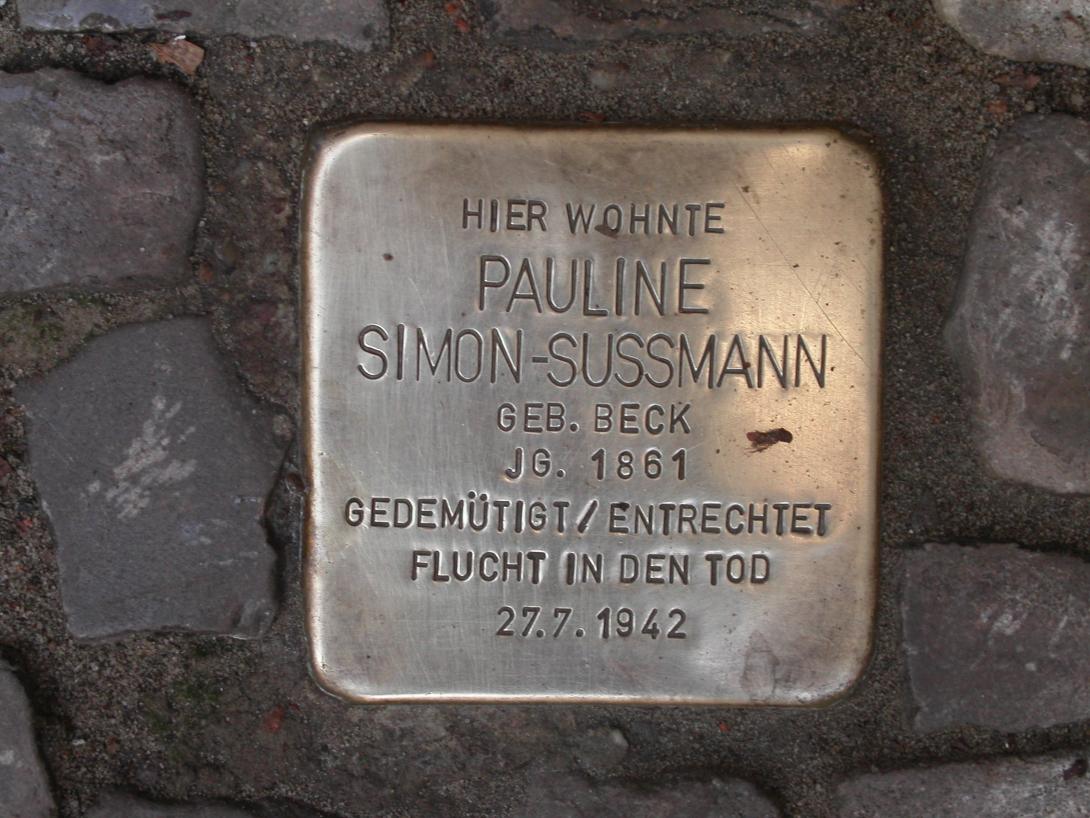 HIER WOHNTE
PAULINE
SIMON-SUSSMANN
GEB. BECK
JG. 1861
GEDEMÜTIGT/ENTRECHTET
FLUCHT IN DEN TOD
27.7.1942